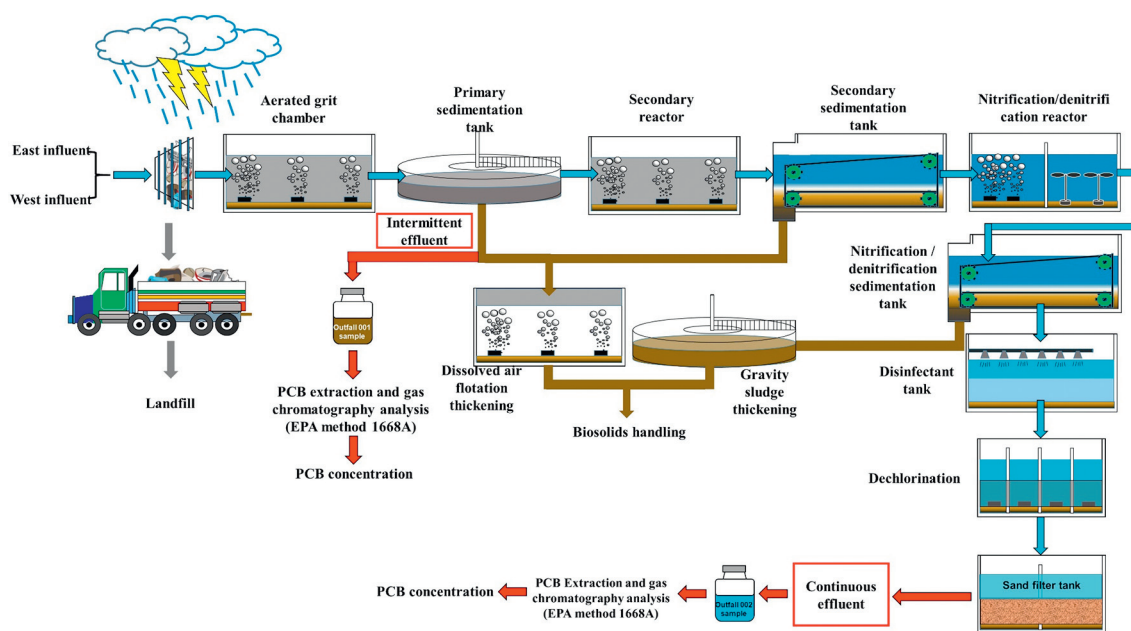 Aerated grit
chamber
Primary
sedimentation
tank
Secondary
reactor
Secondary
sedimentation
tank
Nitrification/denitrifi
cation reactor
East influent
West influent
Intermittent
effluent
Nitrification /
denitrification
sedimentation
tank
Outfall 001
sample
Landfill
PCB extraction and gas
chromatography analysis
(EPA method 1668A)
PCB concentration
Dissolved air
flotation
thickening
Gravity
sludge
thickening
Biosolids handling
Disinfectant
tank
Dechlorination
Sand filter tank
Continuous
effluent
Outfall 002
sample
PCB Extraction and gas
chromatography analysis
(EPA method 1668A)
PCB concentration